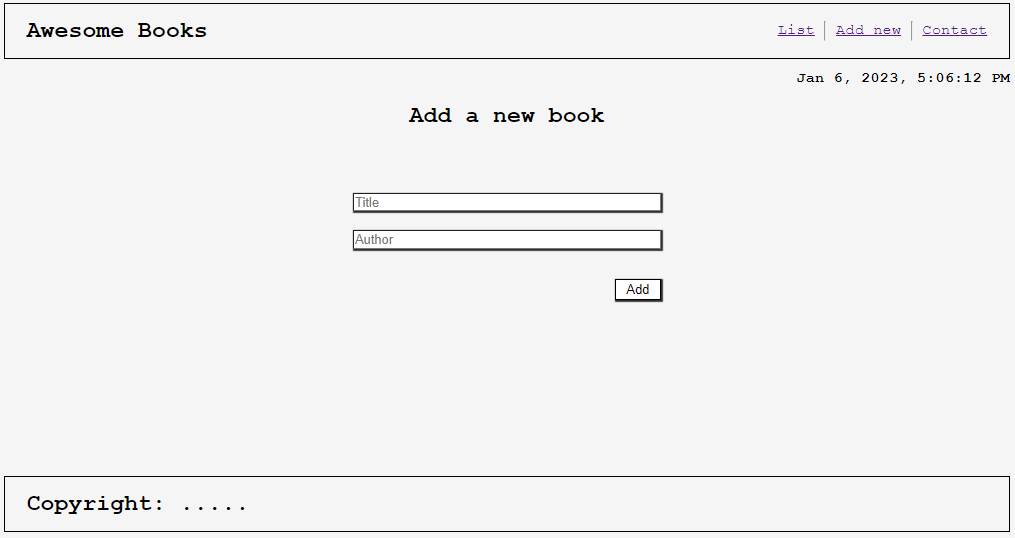 Awesome Books
List Add new Contact
Jan 6, 2023, 5:06:12 PM
Add a new book
Title
Author
Add
Copyright: .....